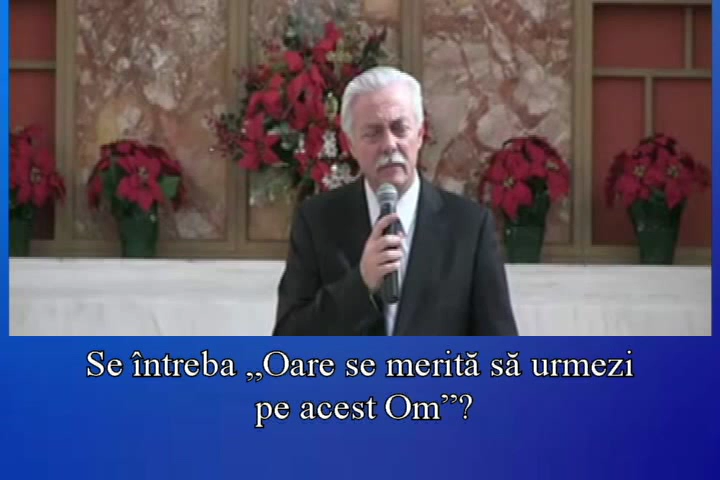 Se întreba „Oare se merită să urmezi
pe acest Om”?